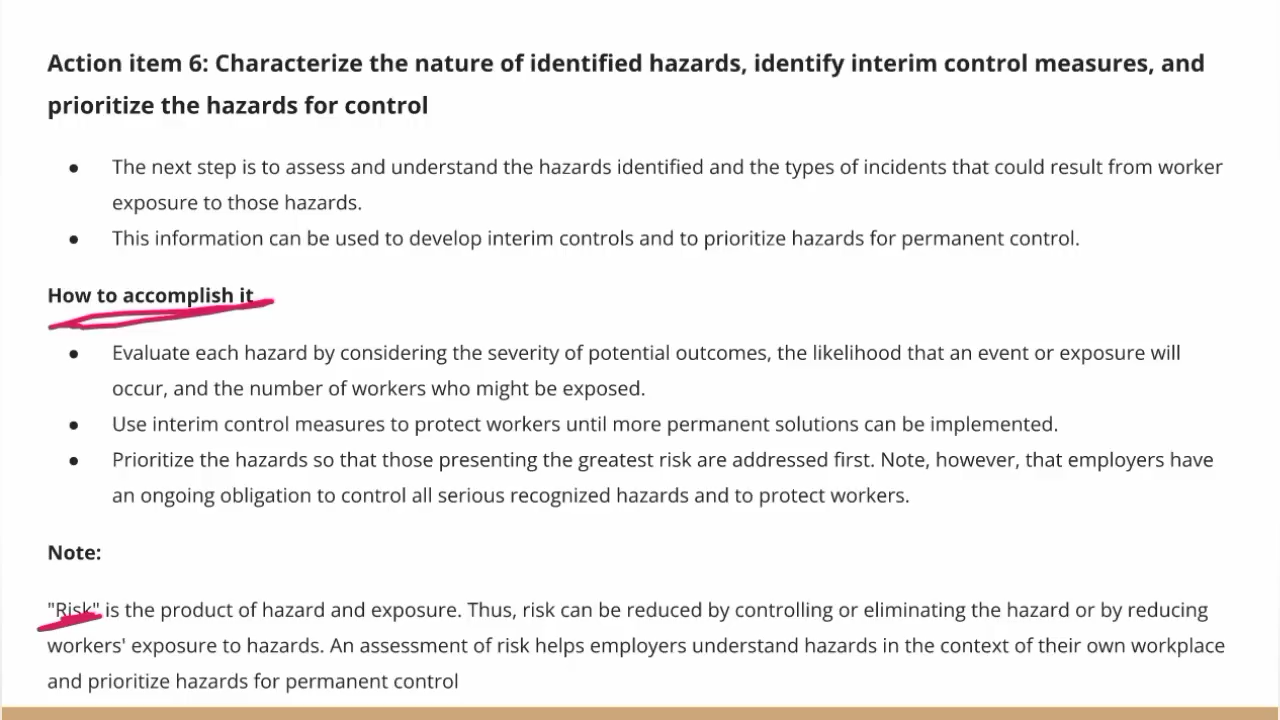 Action item 6: Characterize the nature of identified hazards, identify interim control measures, and
prioritize the hazards for control
● The next step is to assess and understand the hazards identified and the types of incidents that could result from worker
exposure to those hazards.
● This information can be used to develop interim controls and to prioritize hazards for permanent control.
How to accomplish it
● Evaluate each hazard by considering the severity of potential outcomes, the likelihood that an event or exposure will
occur, and the number of workers who might be exposed.
● Use interim control measures to protect workers until more permanent solutions can be implemented.
● Prioritize the hazards so that those presenting the greatest risk are addressed first. Note, however, that employers have
an ongoing obligation to control all serious recognized hazards and to protect workers.
Note:
"Risk" is the product of hazard and exposure. Thus, risk can be reduced by controlling or eliminating the hazard or by reducing
workers' exposure to hazards. An assessment of risk helps employers understand hazards in the context of their own workplace
and prioritize hazards for permanent control